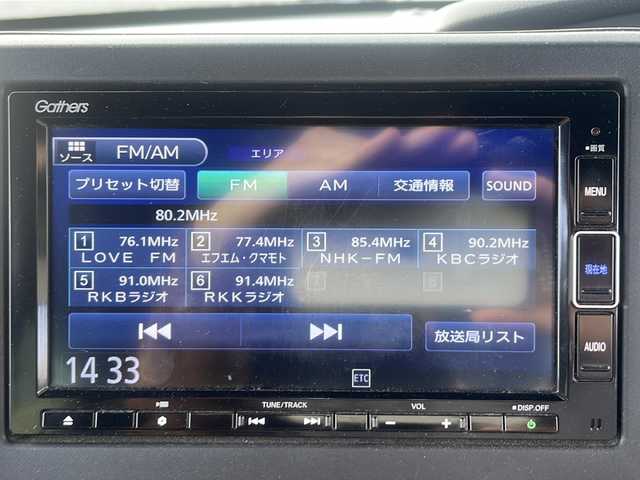 Gathers
ソース FM/AM エリア
■画質
プリセット切替 FM AM 交通情報 SOUND
MENU
80.2MHz
1 76.1MHz 2 77.4MHz 3 85.4MHz 4 90.2MHz
LOVE FM エフエム・クマモト NHK-FM KBCラジオ
現在地
5 91.0MHz 6 91.4MHz 7 8
RKBラジオ RKKラジオ
放送局リスト
AUDIO
14 33
ETC
TUNE/TRACK VOL ■DISP.OFF